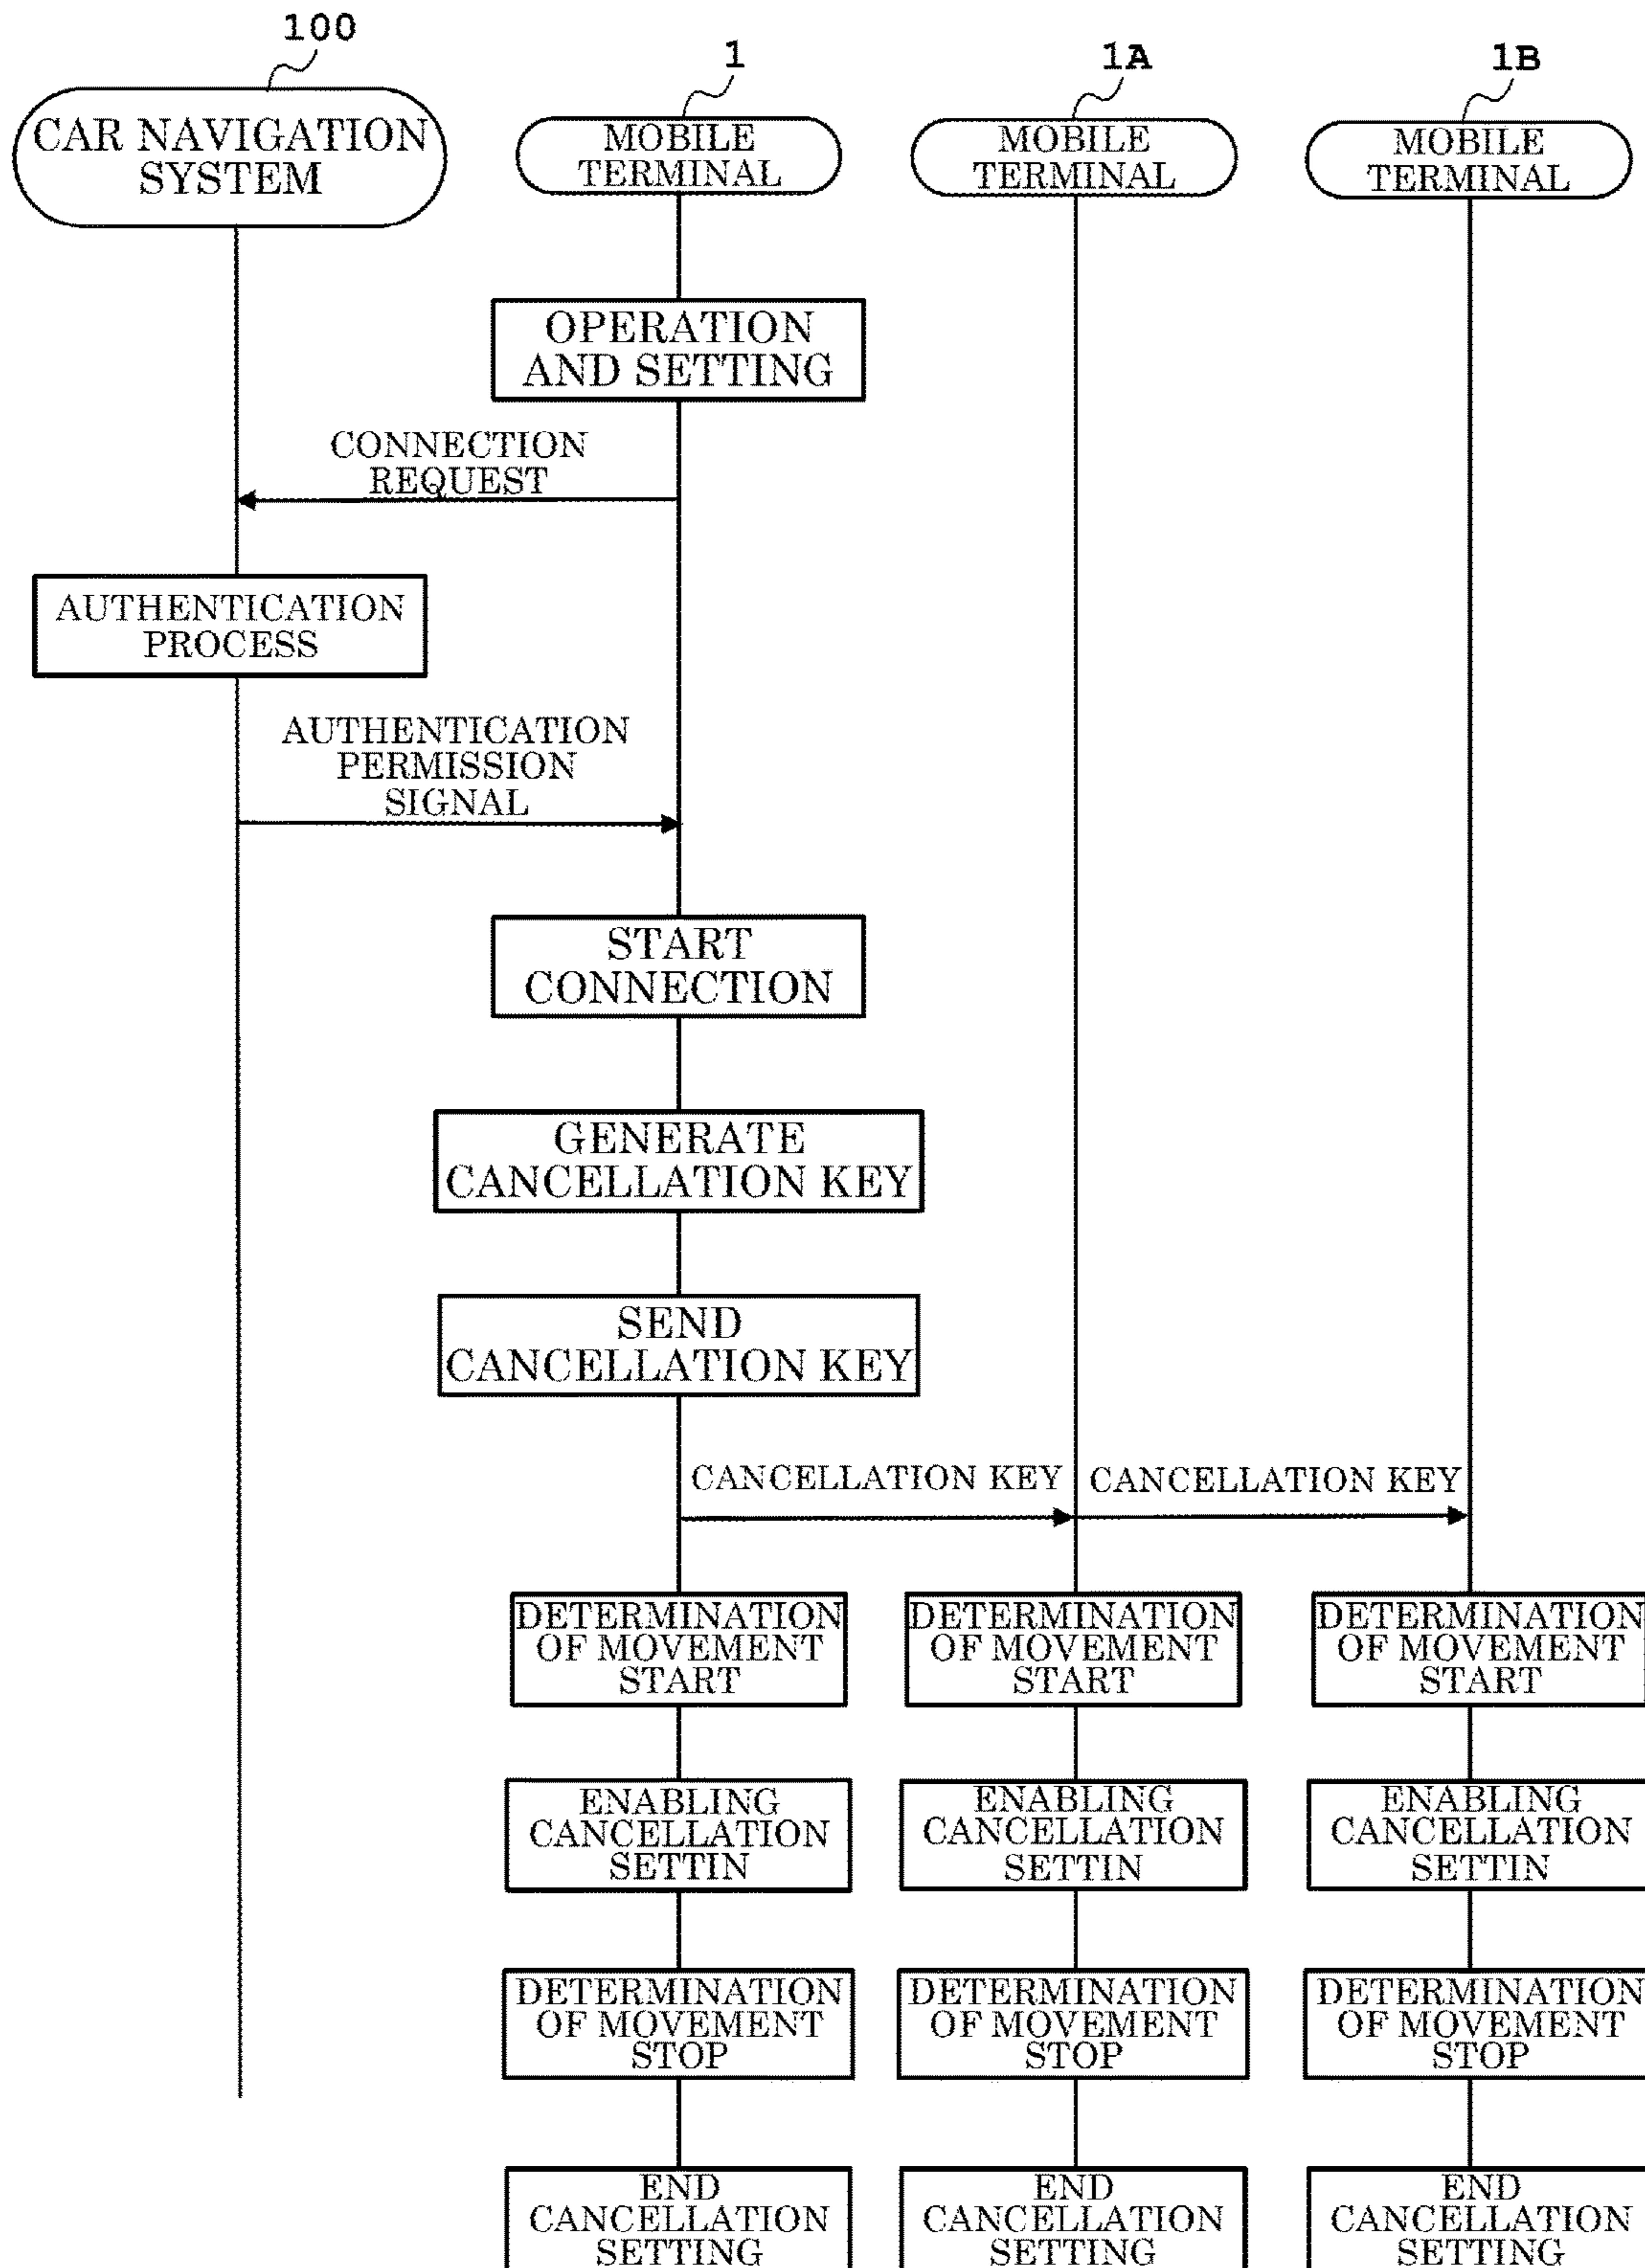 100
1
1A
1B
CAR NAVIGATION
SYSTEM
MOBILE
TERMINAL
MOBILE
TERMINAL
MOBILE
TERMINAL
OPERATION
AND SETTING
CONNECTION
REQUEST
AUTHENTICATION
PROCESS
AUTHENTICATION
PERMISSION
SIGNAL
START
CONNECTION
GENERATE
CANCELLATION KEY
SEND
CANCELLATION KEY
CANCELLATION KEY
CANCELLATION KEY
DETERMINATION
OF MOVEMENT
START
DETERMINATION
OF MOVEMENT
START
DETERMINATION
OF MOVEMENT
START
ENABLING
CANCELLATION
SETTIN
ENABLING
CANCELLATION
SETTIN
ENABLING
CANCELLATION
SETTIN
DETERMINATION
OF MOVEMENT
STOP
DETERMINATION
OF MOVEMENT
STOP
DETERMINATION
OF MOVEMENT
STOP
END
CANCELLATION
SETTING
END
CANCELLATION
SETTING
END
CANCELLATION
SETTING